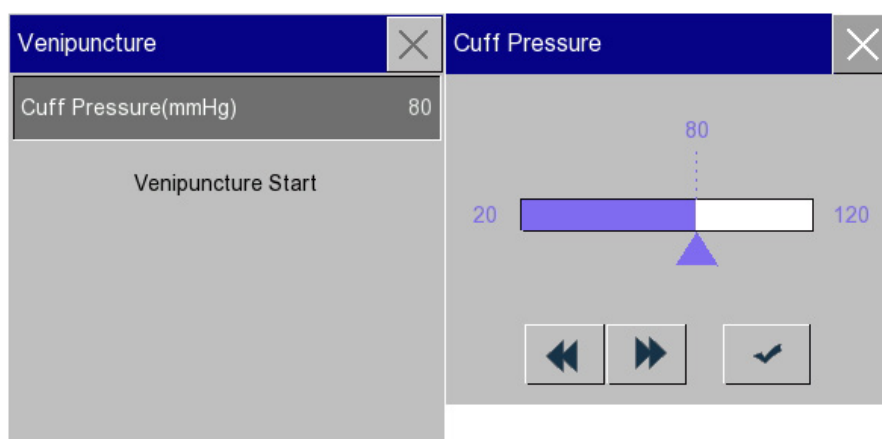 Venipuncture
Cuff Pressure(mmHg) 80
Venipuncture Start
Cuff Pressure
80
20 120